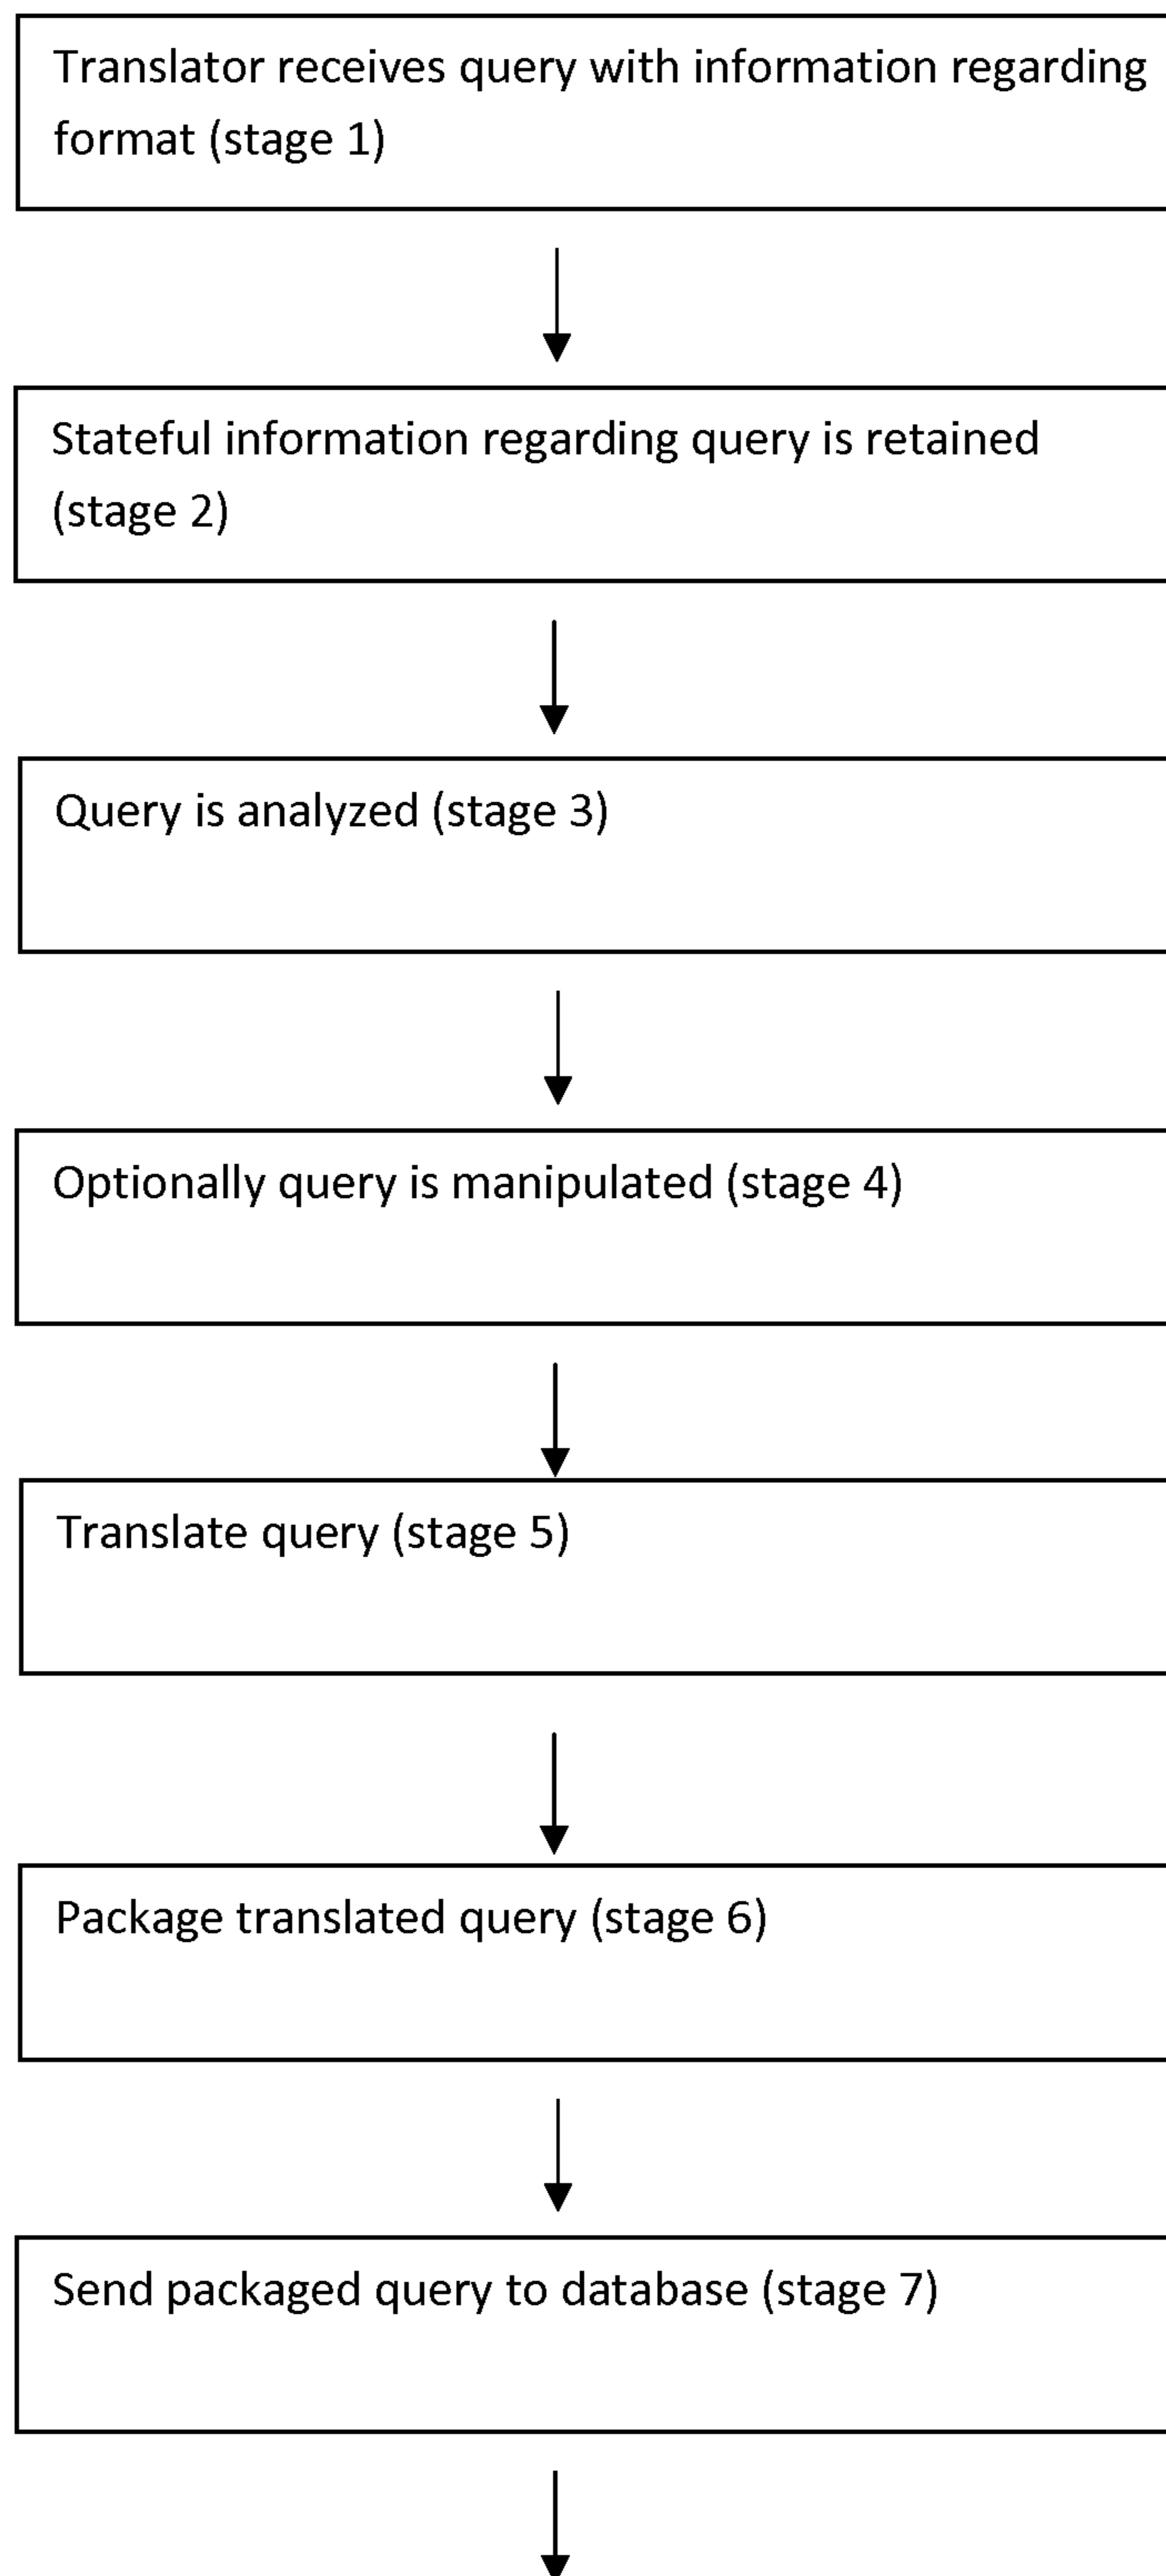 Translator receives query with information regarding
format (stage 1)
Stateful information regarding query is retained
(stage 2)
Query is analyzed (stage 3)
Optionally query is manipulated (stage 4)
Translate query (stage 5)
Package translated query (stage 6)
Send packaged query to database (stage 7)